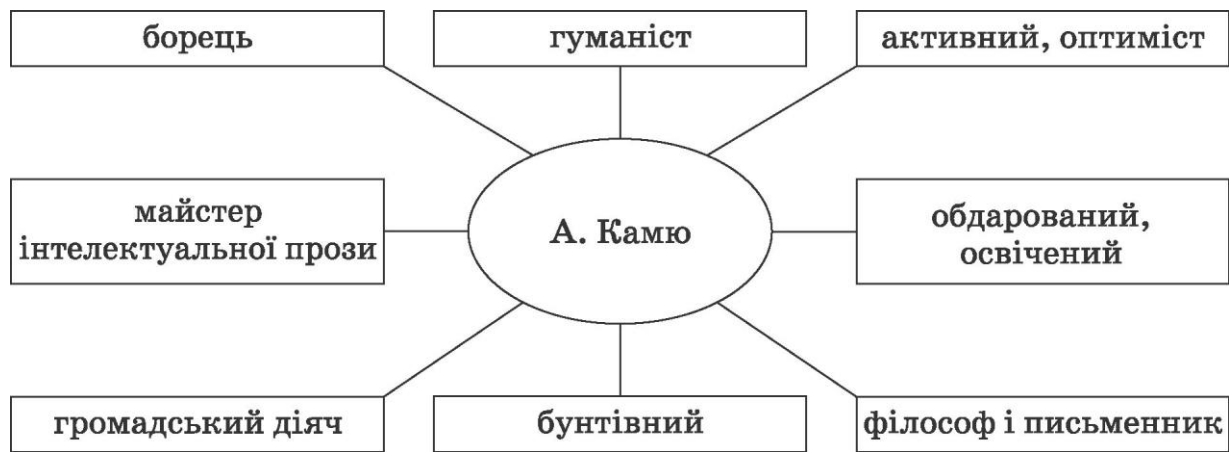 борець
гуманіст
активний, оптиміст
майстер
інтелектуальної прози
А. Камю
обдарований,
освічений
громадський діяч
бунтівний
філософ і письменник